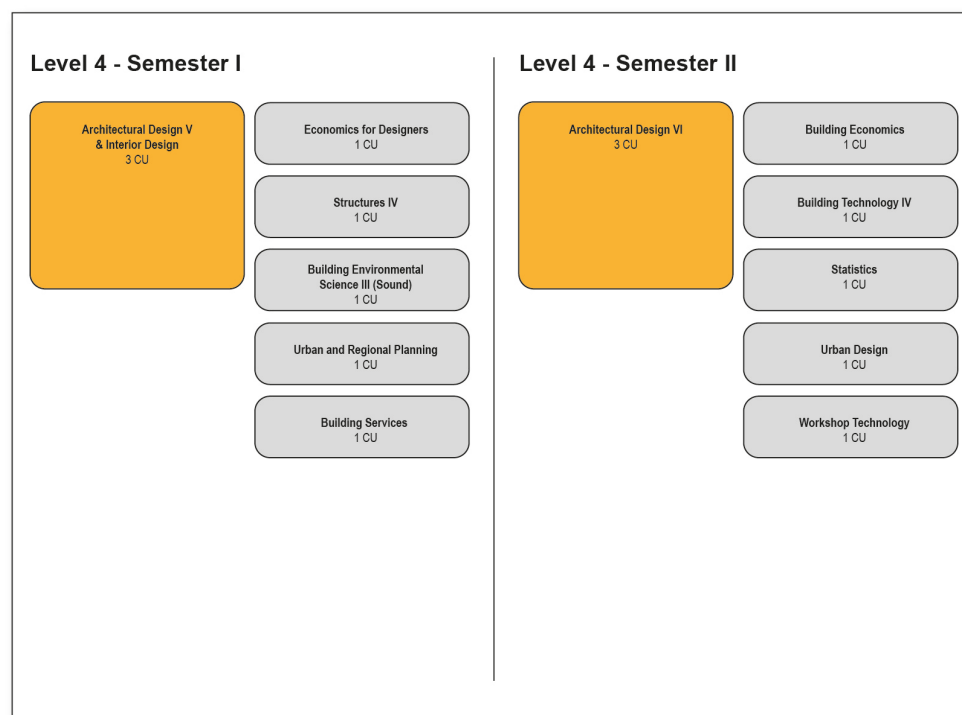 Level 4 - Semester I
Architectural Design V
& Interior Design
3 CU
Economics for Designers
1 CU
Structures IV
1 CU
Building Environmental
Science III (Sound)
1 CU
Urban and Regional Planning
1 CU
Building Services
1 CU
Level 4 - Semester II
Architectural Design VI
3 CU
Building Economics
1 CU
Building Technology IV
1 CU
Statistics
1 CU
Urban Design
1 CU
Workshop Technology
1 CU